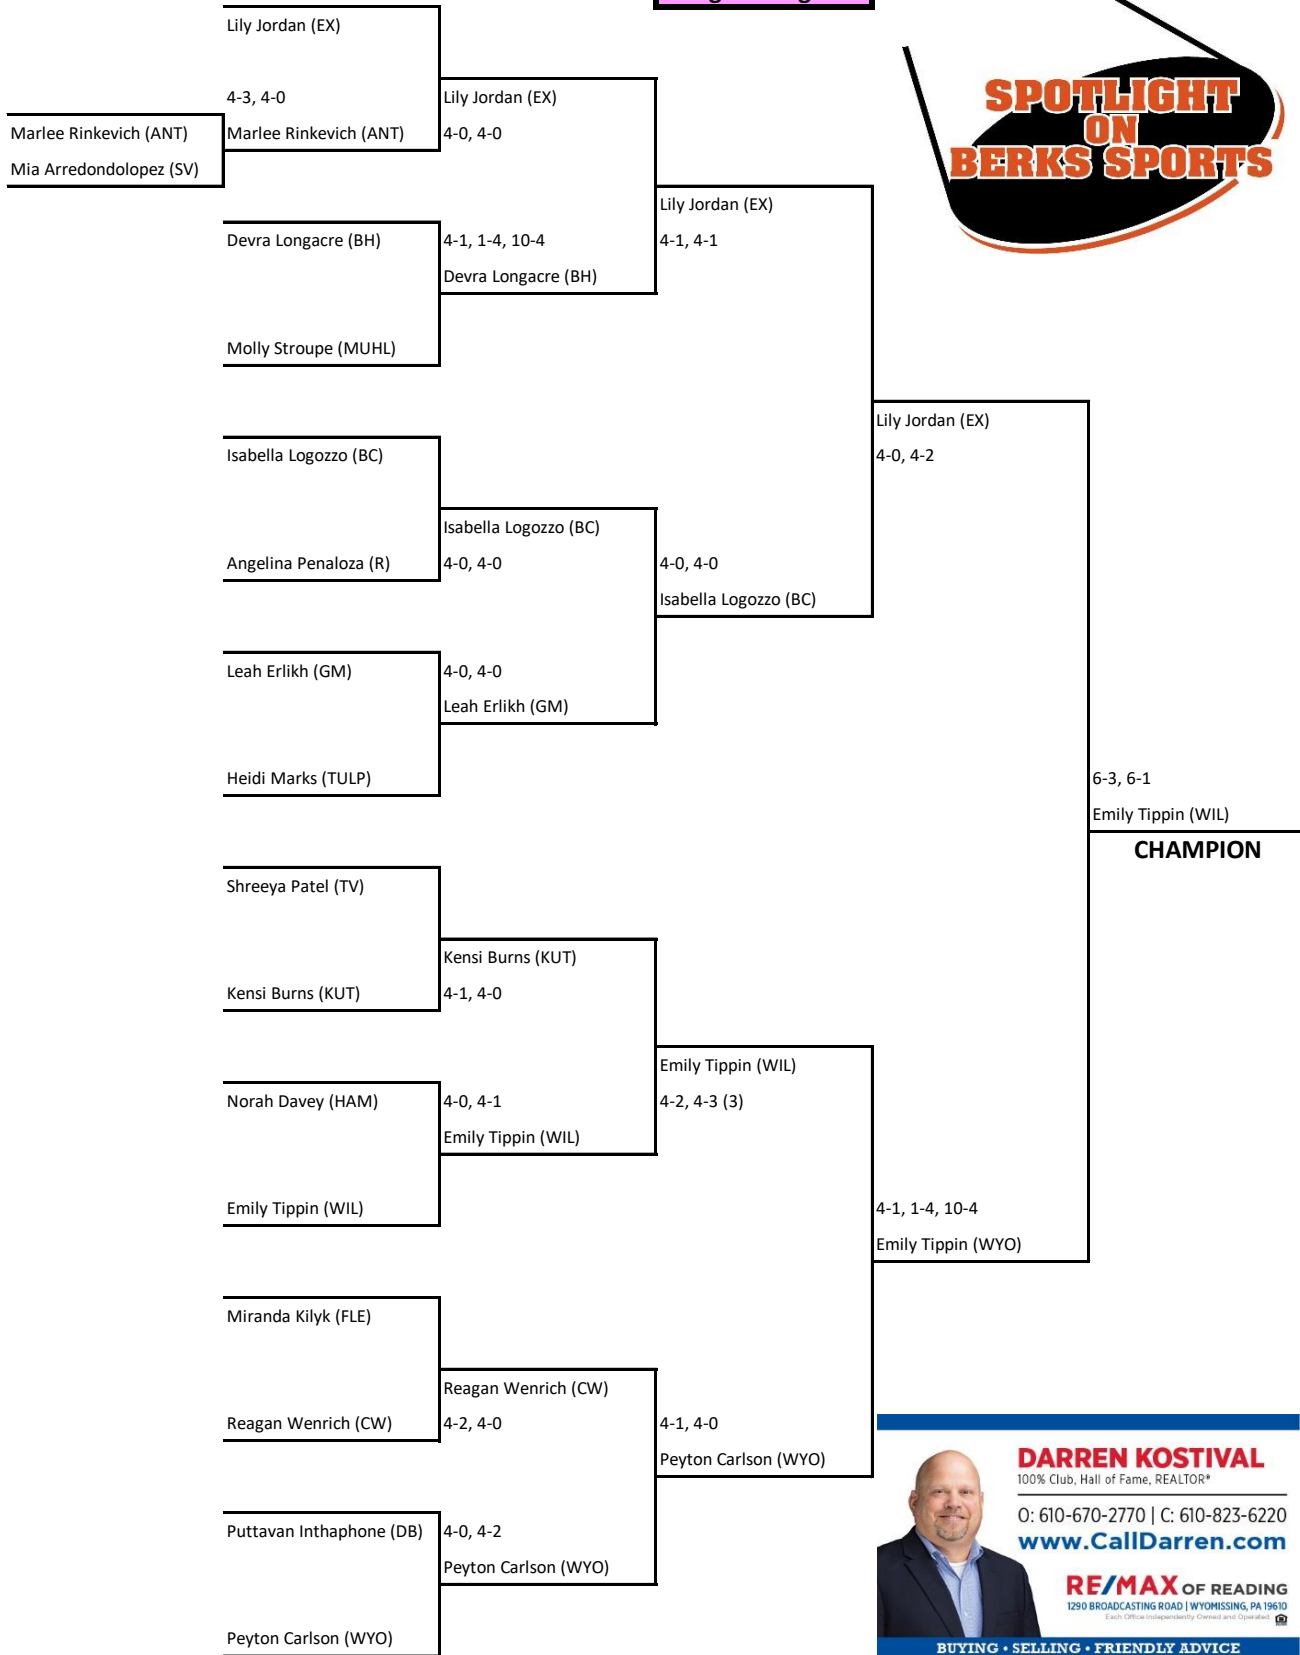 Lily Jordan (EX)
4-3, 4-0
Lily Jordan (EX)
Marlee Rinkevich (ANT)
Marlee Rinkevich (ANT)
4-0, 4-0
Mia Arredondolopez (SV)
Lily Jordan (EX)
Devra Longacre (BH)
4-1, 1-4, 10-4
4-1, 4-1
Devra Longacre (BH)
Molly Stroupe (MUHL)
Lily Jordan (EX)
Isabella Logozzo (BC)
4-0, 4-2
Isabella Logozzo (BC)
Angelina Penaloza (R)
4-0, 4-0
4-0, 4-0
Isabella Logozzo (BC)
Leah Erlikh (GM)
4-0, 4-0
Leah Erlikh (GM)
Heidi Marks (TULP)
6-3, 6-1
Emily Tippin (WIL)
CHAMPION
Shreeya Patel (TV)
Kensi Burns (KUT)
Kensi Burns (KUT)
4-1, 4-0
Emily Tippin (WIL)
Norah Davey (HAM)
4-0, 4-1
4-2, 4-3 (3)
Emily Tippin (WIL)
Emily Tippin (WIL)
4-1, 1-4, 10-4
Emily Tippin (WYO)
Miranda Kilyk (FLE)
Reagan Wenrich (CW)
Reagan Wenrich (CW)
4-2, 4-0
4-1, 4-0
Peyton Carlson (WYO)
Puttavan Inthaphone (DB)
4-0, 4-2
Peyton Carlson (WYO)
Peyton Carlson (WYO)
SPOTLIGHT
ON
BERKS SPORTS
DARREN KOSTIVAL
100% Club, Hall of Fame, REALTOR®
O: 610-670-2770 | C: 610-823-6220
www.CallDarren.com
RE/MAX OF READING
1290 BROADCASTING ROAD | WYOMISSING, PA 19610
Each Office Independently Owned and Operated
BUYING • SELLING • FRIENDLY ADVICE